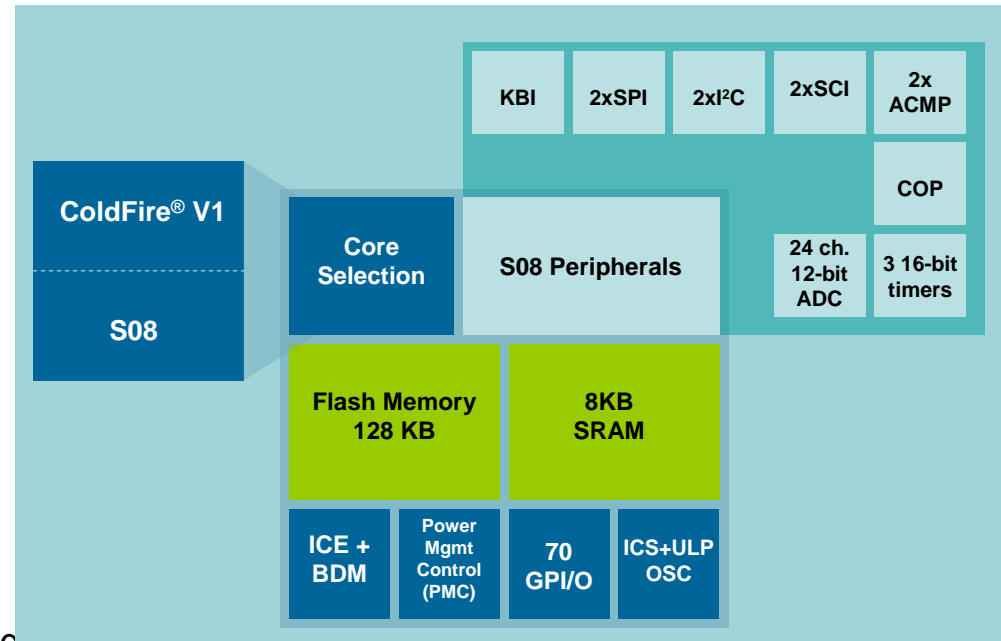 KBI
2xSPI
2xI²C
2xSCI
2x
ACMP
COP
24 ch.
12-bit
ADC
3 16-bit
timers
ColdFire® V1
S08
Core
Selection
S08 Peripherals
Flash Memory
128 KB
8KB
SRAM
ICE +
BDM
Power
Mgmt
Control
(PMC)
70
GPI/O
ICS+ULP
OSC